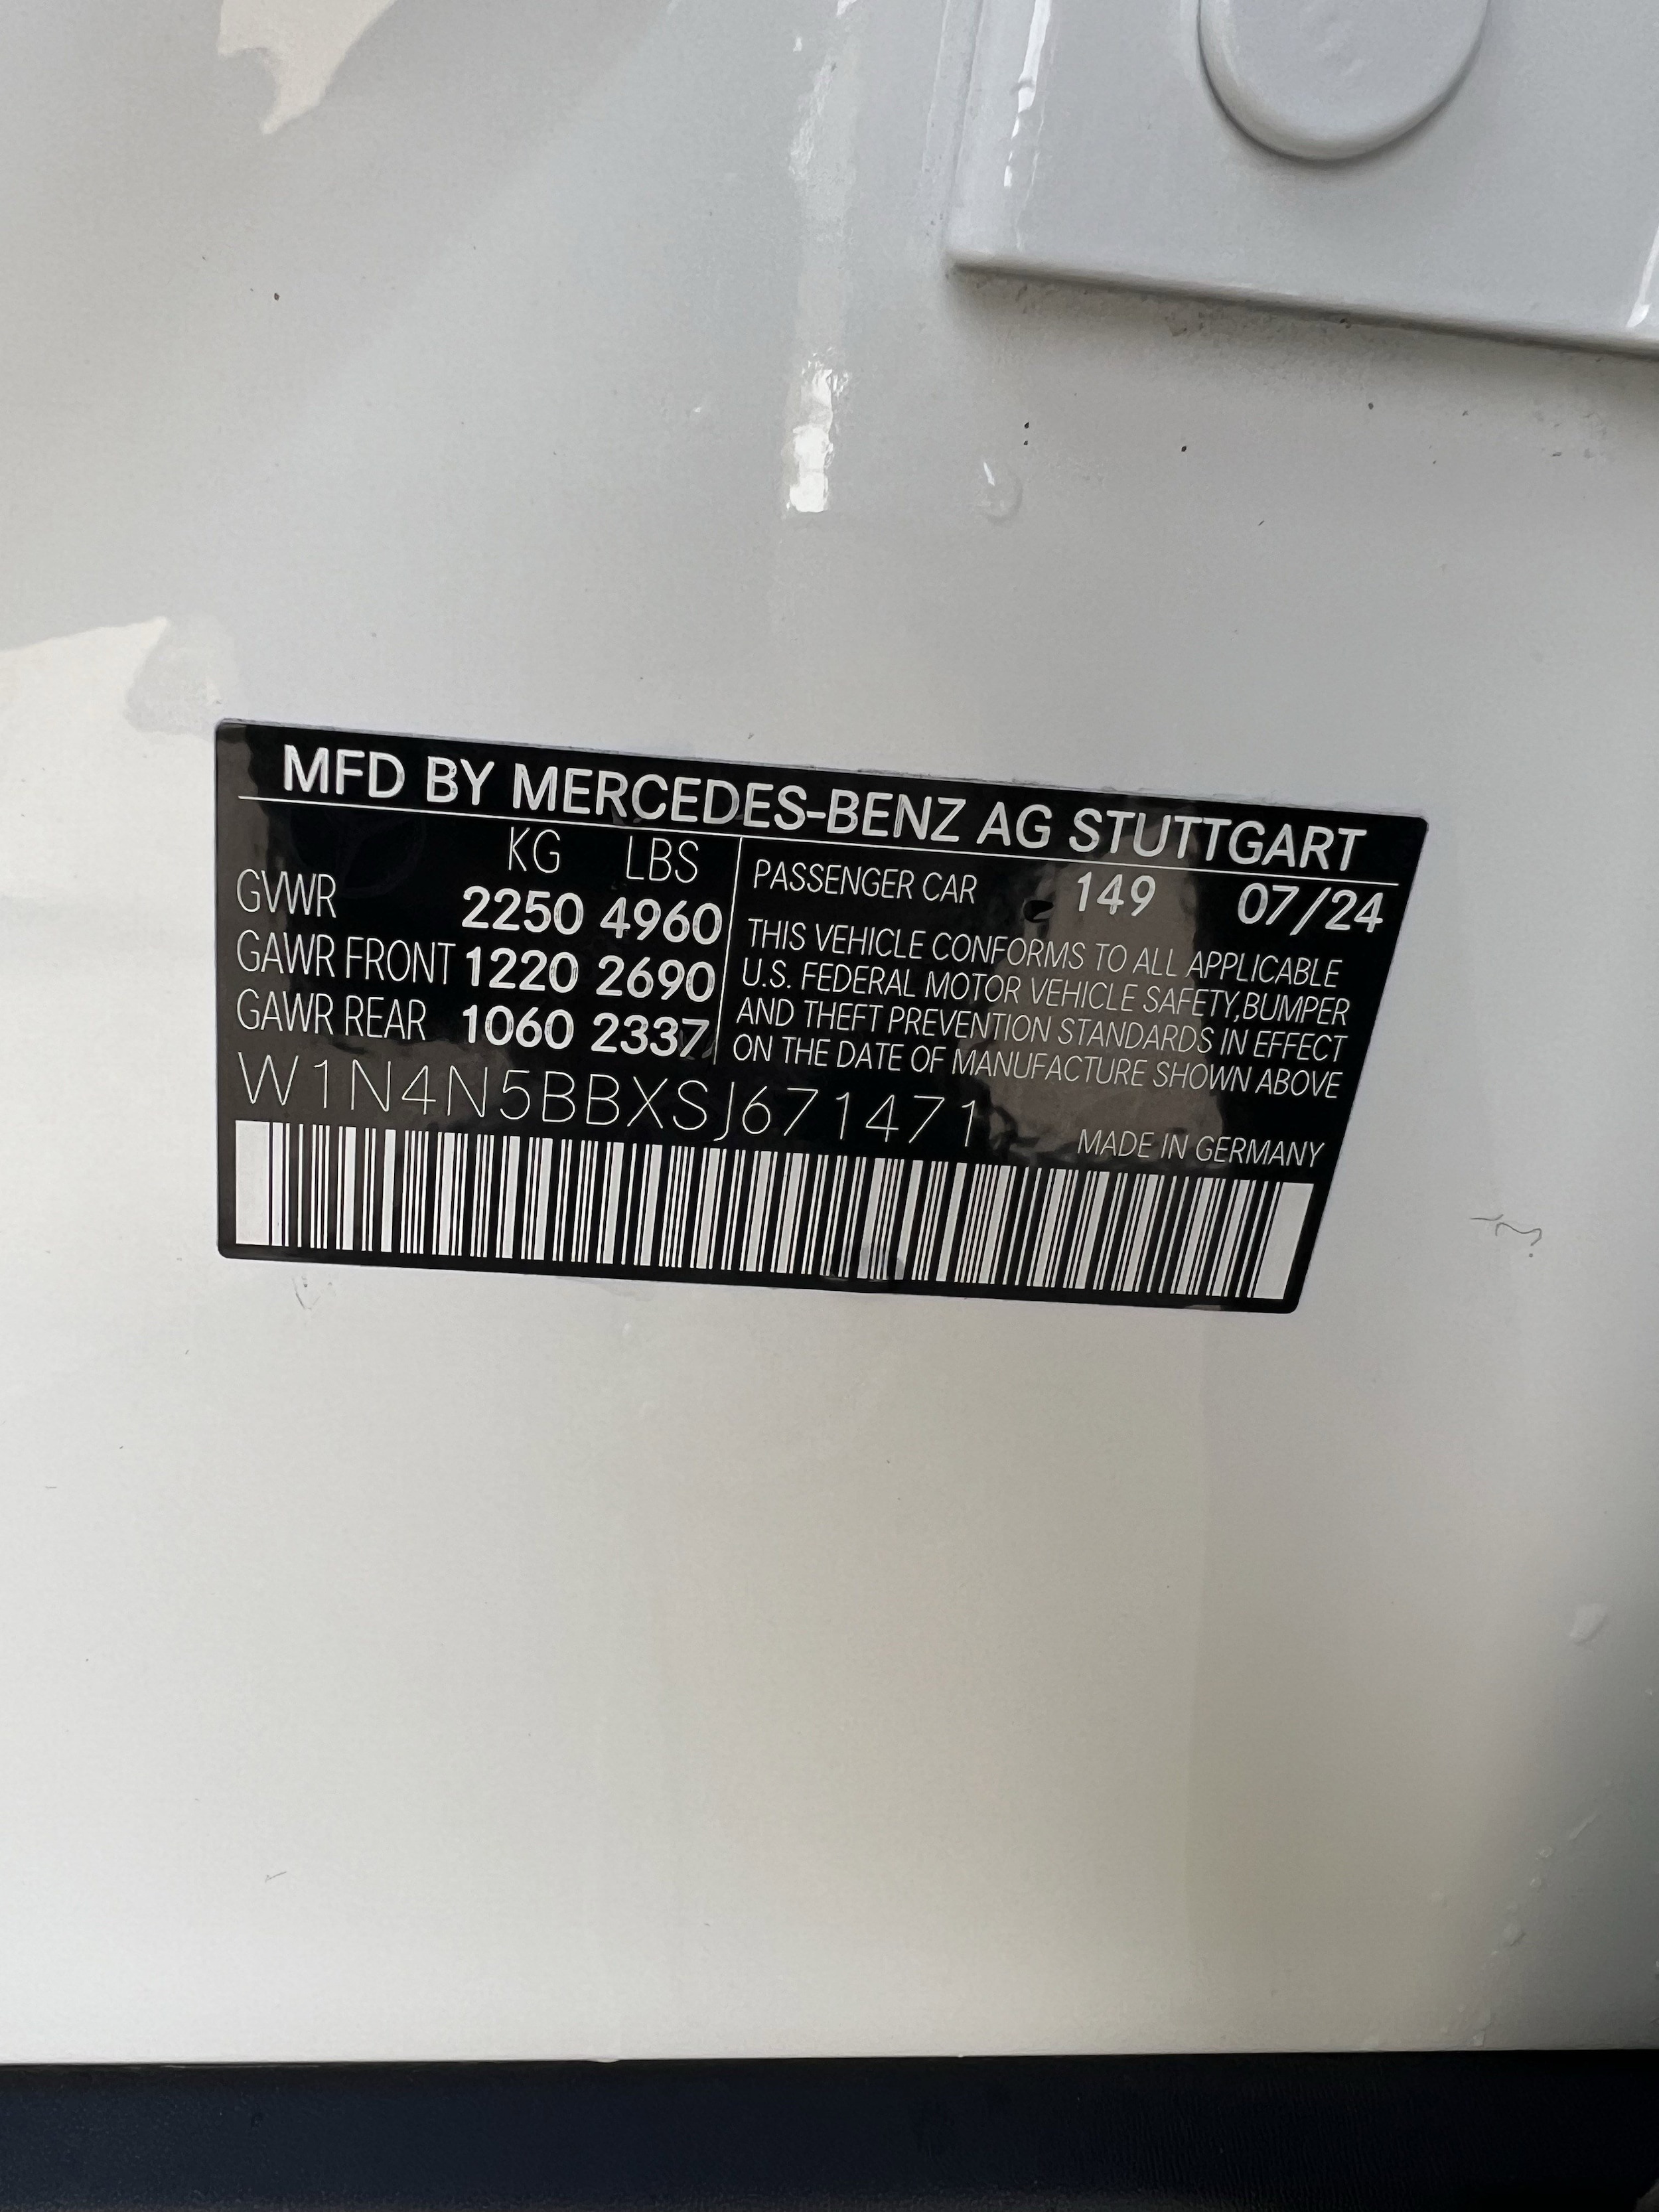 MFD BY MERCEDES-BENZ AG STUTTGART
KG LBS
GVWR 2250 4960
GAWR FRONT 1220 2690
GAWR REAR 1060 2337
PASSENGER CAR 149 07/24
THIS VEHICLE CONFORMS TO ALL APPLICABLE
U.S. FEDERAL MOTOR VEHICLE SAFETY,BUMPER
AND THEFT PREVENTION STANDARDS IN EFFECT
ON THE DATE OF MANUFACTURE SHOWN ABOVE
W1N4N5BBXSJ671471
MADE IN GERMANY